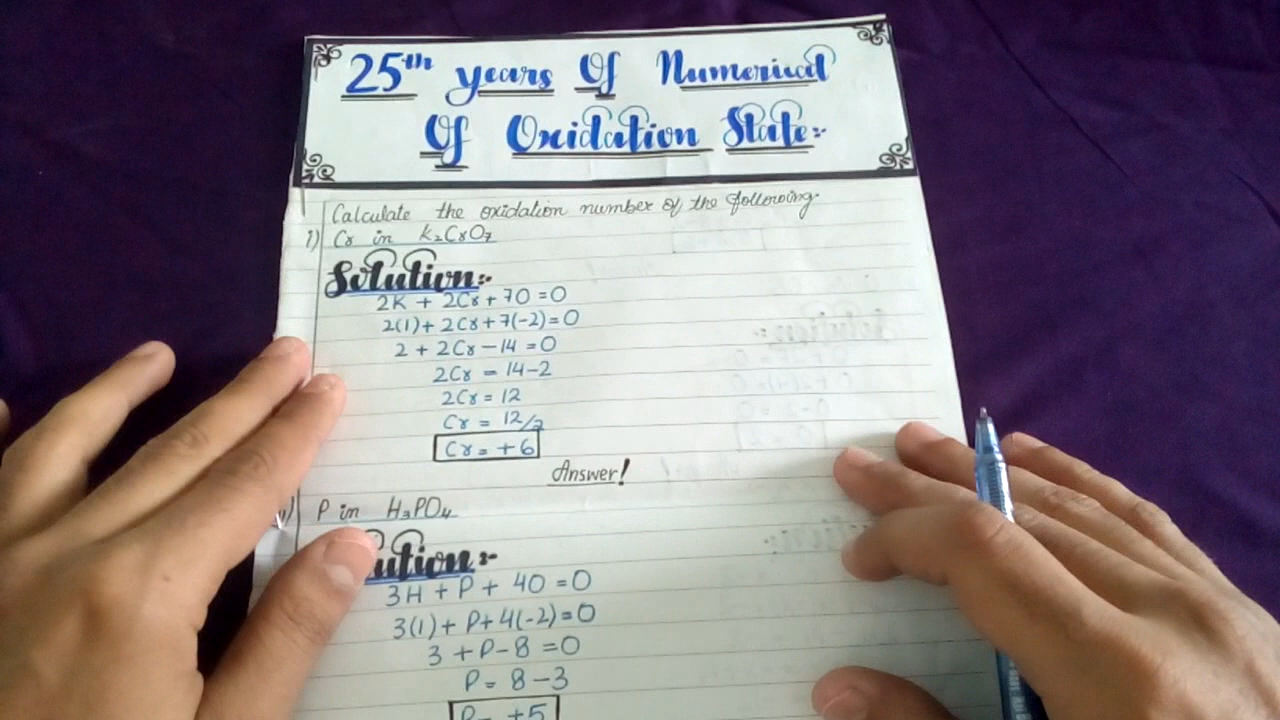 25th years Of Numerical
Of Oxidation State:-
Calculate the oxidation number of the following.
i) Cr in K₂CrO₇
Solution:-
2K + 2Cr + 7O = 0
2(1) + 2Cr + 7(-2) = 0
2 + 2Cr - 14 = 0
2Cr = 14-2
2Cr = 12
Cr = 12/2
Cr = +6
Answer!
P in H₃PO₄
ution:-
3H + P + 4O = 0
3(1) + P + 4(-2) = 0
3 + P - 8 = 0
P = 8 - 3
P = +5